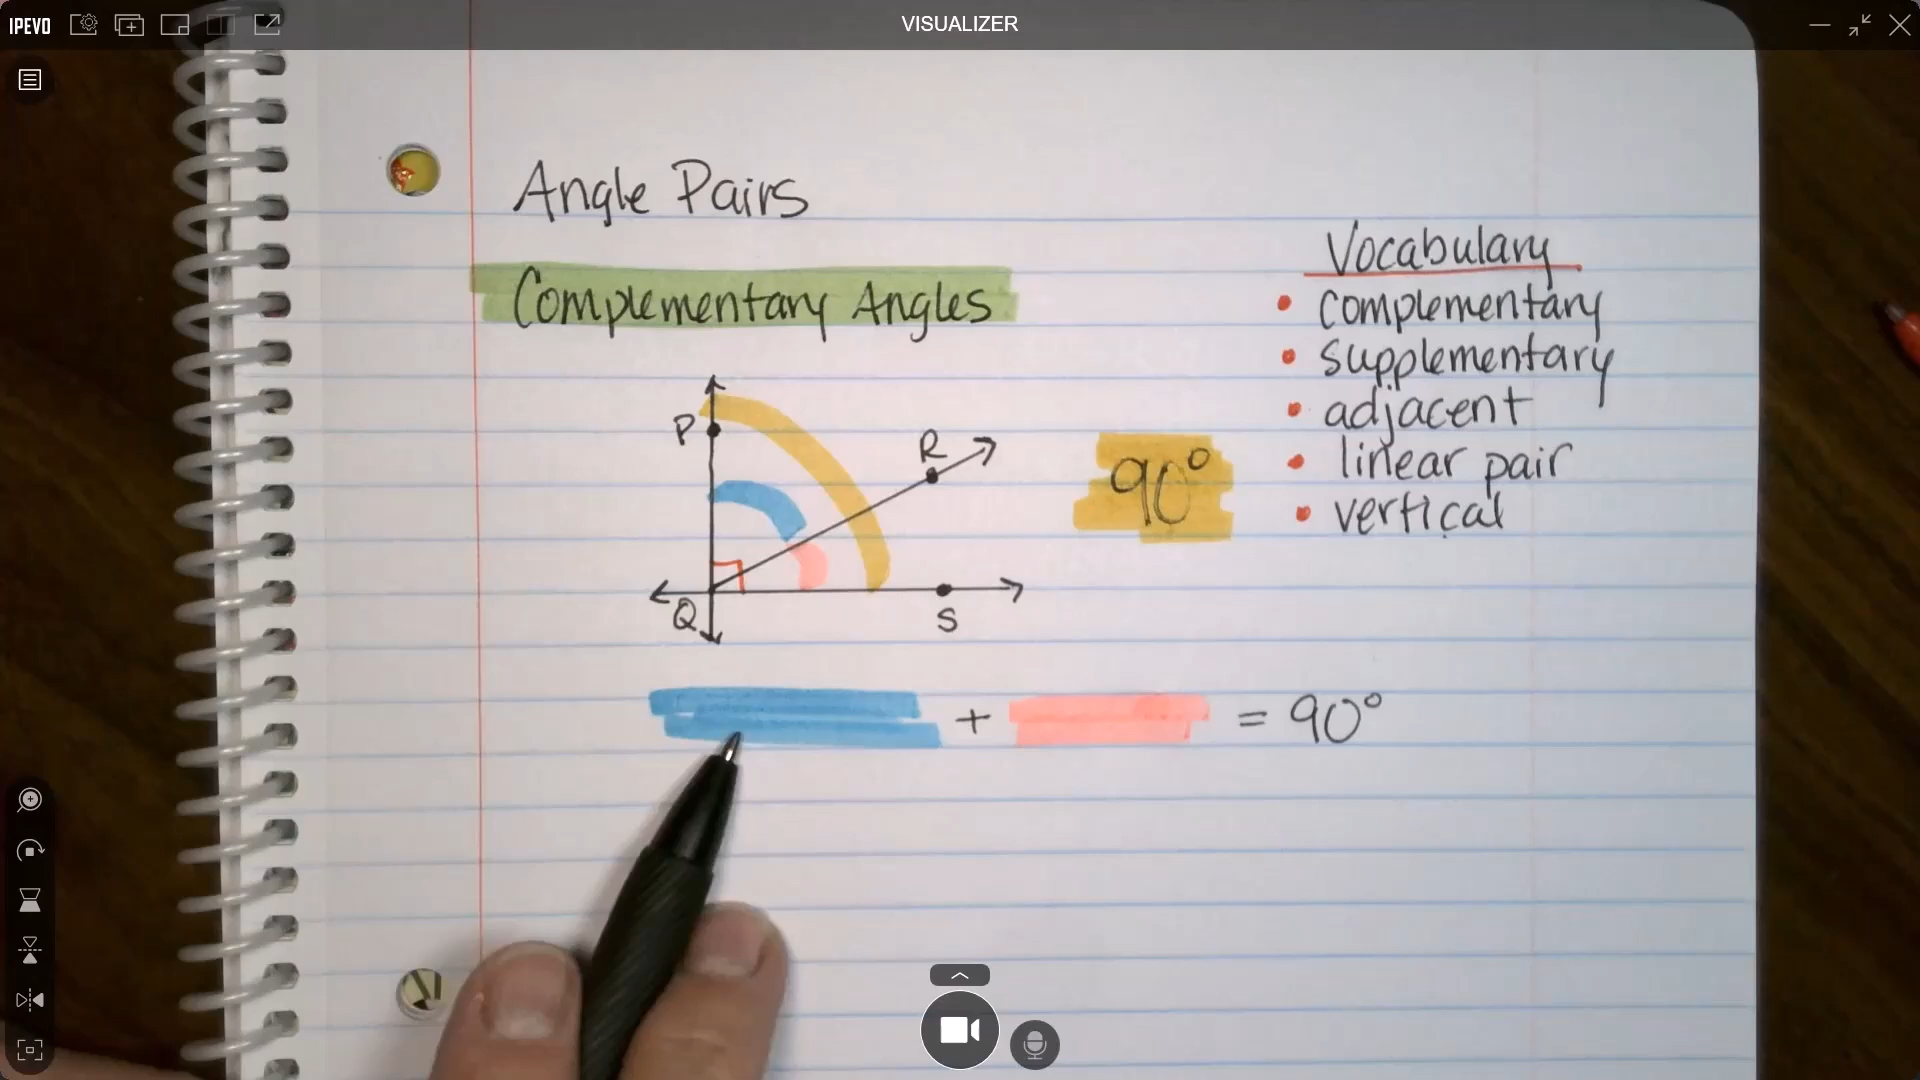 IPEVO
VISUALIZER
Angle Pairs
Complementary Angles
Vocabulary
• complementary
• supplementary
• adjacent
• linear pair
• vertical
P
R
90°
Q
S
+ = 90°